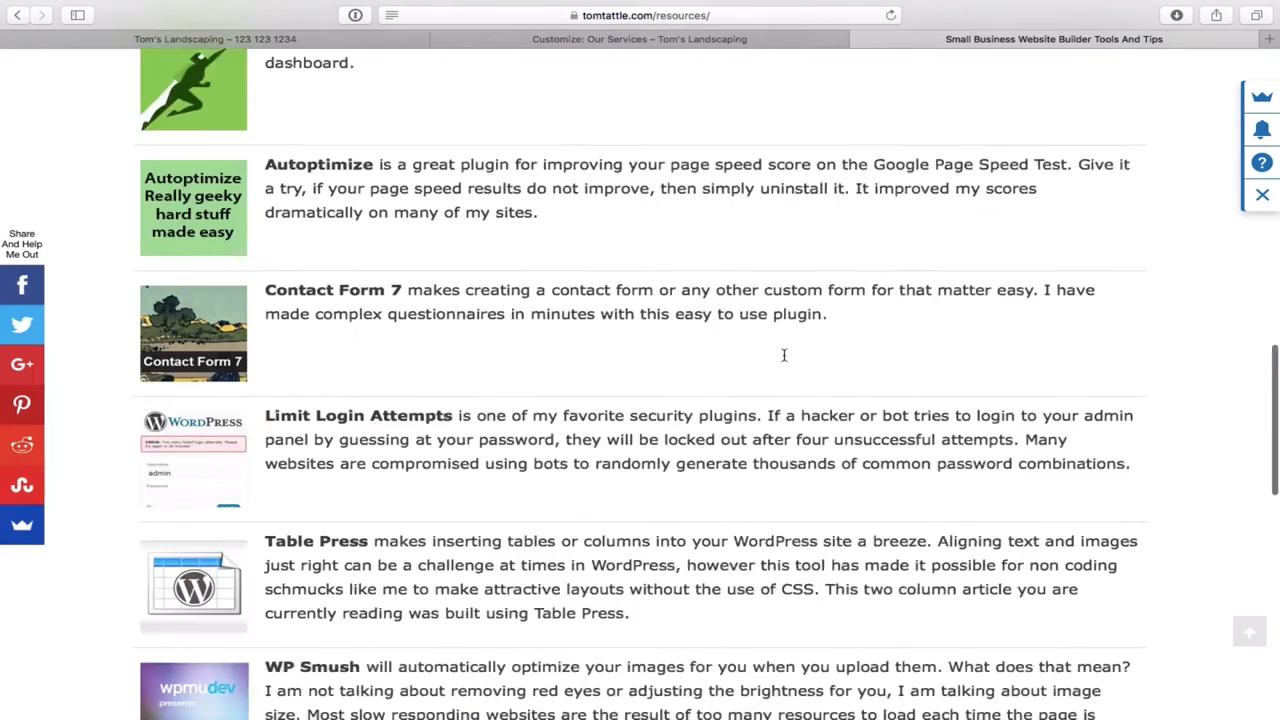 tomtattle.com/resources/
Tom's Landscaping – 123 123 1234
Customize: Our Services – Tom's Landscaping
Small Business Website Builder Tools And Tips
dashboard.
Autoptimize
Really geeky
hard stuff
made easy
Autoptimize is a great plugin for improving your page speed score on the Google Page Speed Test. Give it
a try, if your page speed results do not improve, then simply uninstall it. It improved my scores
dramatically on many of my sites.
Share
And Help
Me Out
Contact Form 7
Contact Form 7 makes creating a contact form or any other custom form for that matter easy. I have
made complex questionnaires in minutes with this easy to use plugin.
WORDPRESS
admin
Limit Login Attempts is one of my favorite security plugins. If a hacker or bot tries to login to your admin
panel by guessing at your password, they will be locked out after four unsuccessful attempts. Many
websites are compromised using bots to randomly generate thousands of common password combinations.
Table Press makes inserting tables or columns into your WordPress site a breeze. Aligning text and images
just right can be a challenge at times in WordPress, however this tool has made it possible for non coding
schmucks like me to make attractive layouts without the use of CSS. This two column article you are
currently reading was built using Table Press.
wpmudev
presents
WP Smush will automatically optimize your images for you when you upload them. What does that mean?
I am not talking about removing red eyes or adjusting the brightness for you, I am talking about image
size. Most slow responding websites are the result of too many resources to load each time the page is